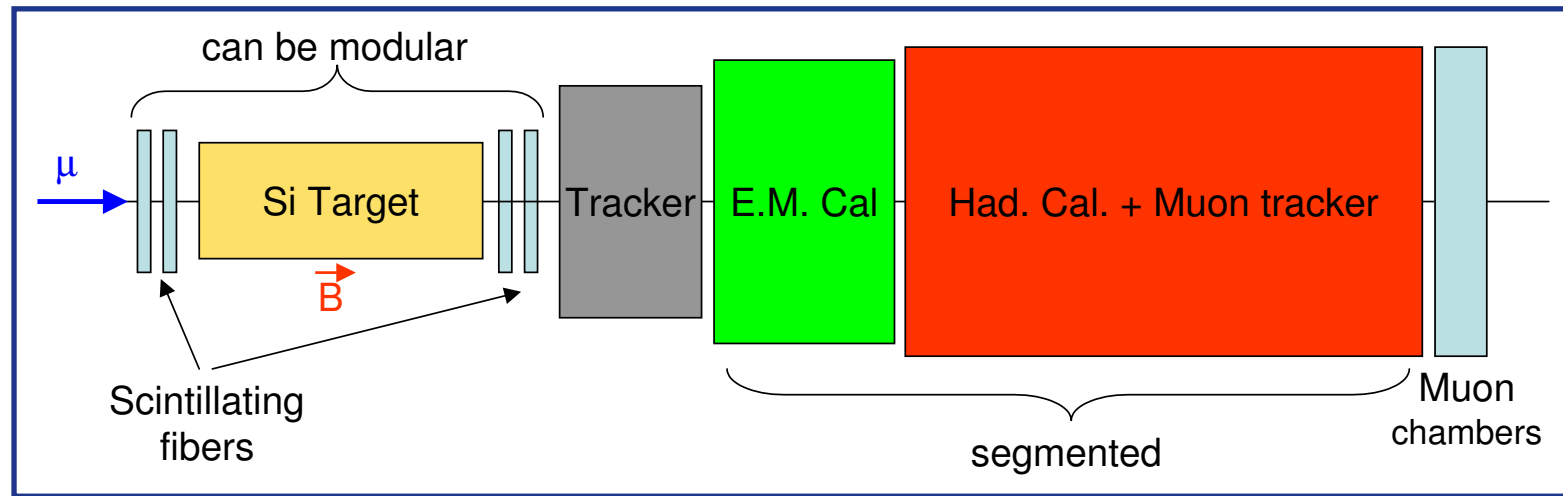 can be modular
μ
Si Target
B
Tracker
E.M. Cal
Had. Cal. + Muon tracker
Scintillating
fibers
segmented
Muon
chambers